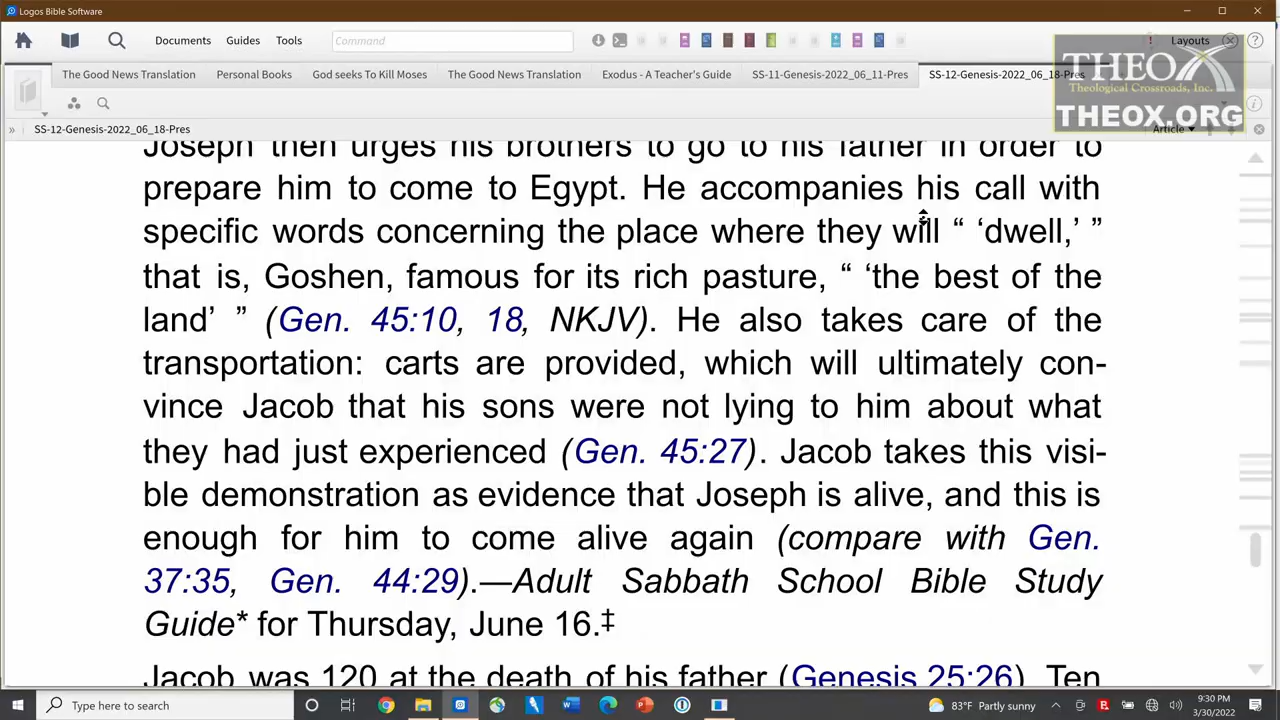 Logos Bible Software
Documents Guides Tools Command Layouts
The Good News Translation Personal Books God seeks To Kill Moses The Good News Translation Exodus - A Teacher's Guide SS-11-Genesis-2022_06_11-Pres SS-12-Genesis-2022_06_18-Pres
THEOX
Theological Crossroads, Inc.
THEOX.ORG
SS-12-Genesis-2022_06_18-Pres Article
Joseph then urges his brothers to go to his father in order to
prepare him to come to Egypt. He accompanies his call with
specific words concerning the place where they will “ ‘dwell,’ ”
that is, Goshen, famous for its rich pasture, “ ‘the best of the
land’ ” (Gen. 45:10, 18, NKJV). He also takes care of the
transportation: carts are provided, which will ultimately con-
vince Jacob that his sons were not lying to him about what
they had just experienced (Gen. 45:27). Jacob takes this visi-
ble demonstration as evidence that Joseph is alive, and this is
enough for him to come alive again (compare with Gen.
37:35, Gen. 44:29).—Adult Sabbath School Bible Study
Guide* for Thursday, June 16.‡
Jacob was 120 at the death of his father (Genesis 25:26). Ten
Type here to search
83°F Partly sunny
9:30 PM
3/30/2022